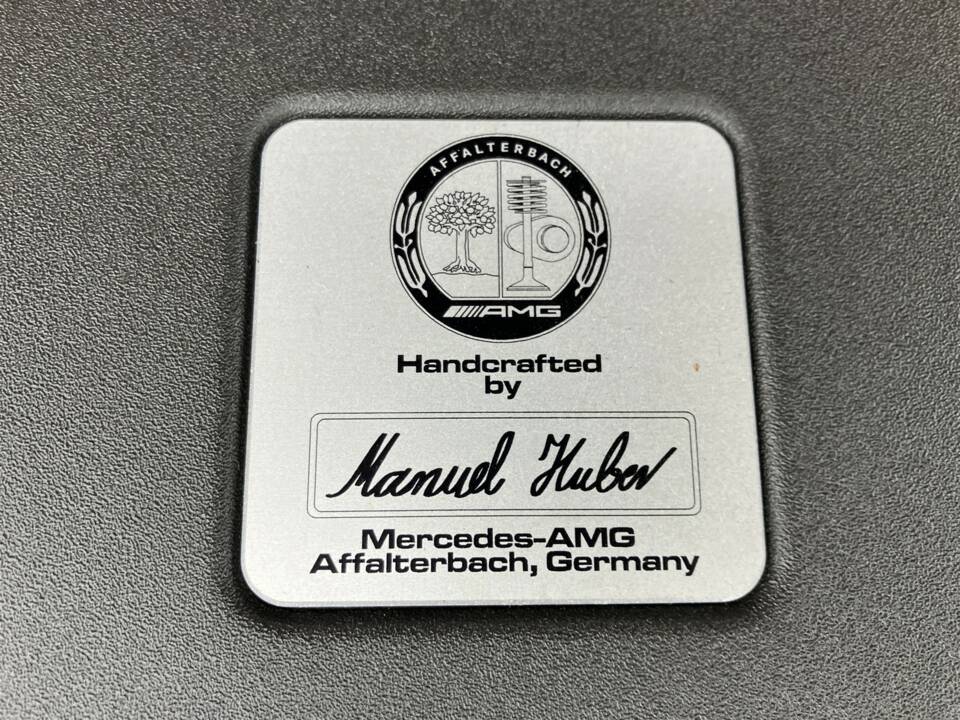 AFFALTERBACH
AMG
Handcrafted
by
Manuel Huber
Mercedes-AMG
Affalterbach, Germany